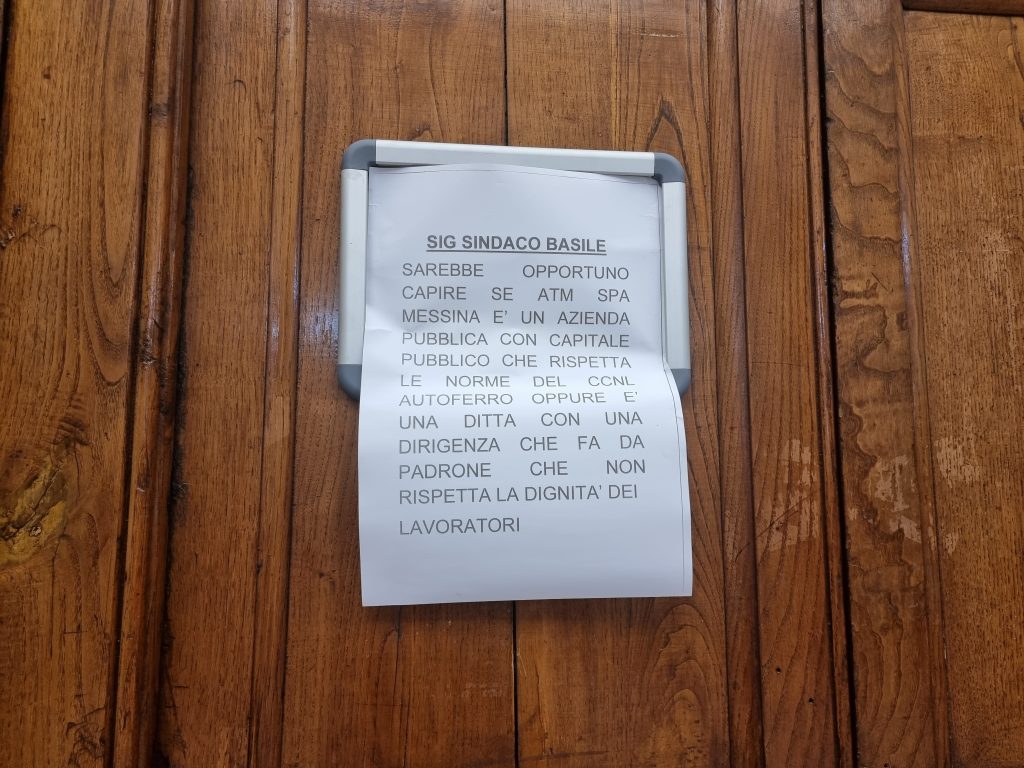 SIG SINDACO BASILE
SAREBBE OPPORTUNO
CAPIRE SE ATM SPA
MESSINA E' UN AZIENDA
PUBBLICA CON CAPITALE
PUBBLICO CHE RISPETTA
LE NORME DEL CCNL
AUTOFERRO OPPURE E'
UNA DITTA CON UNA
DIRIGENZA CHE FA DA
PADRONE CHE NON
RISPETTA LA DIGNITA' DEI
LAVORATORI